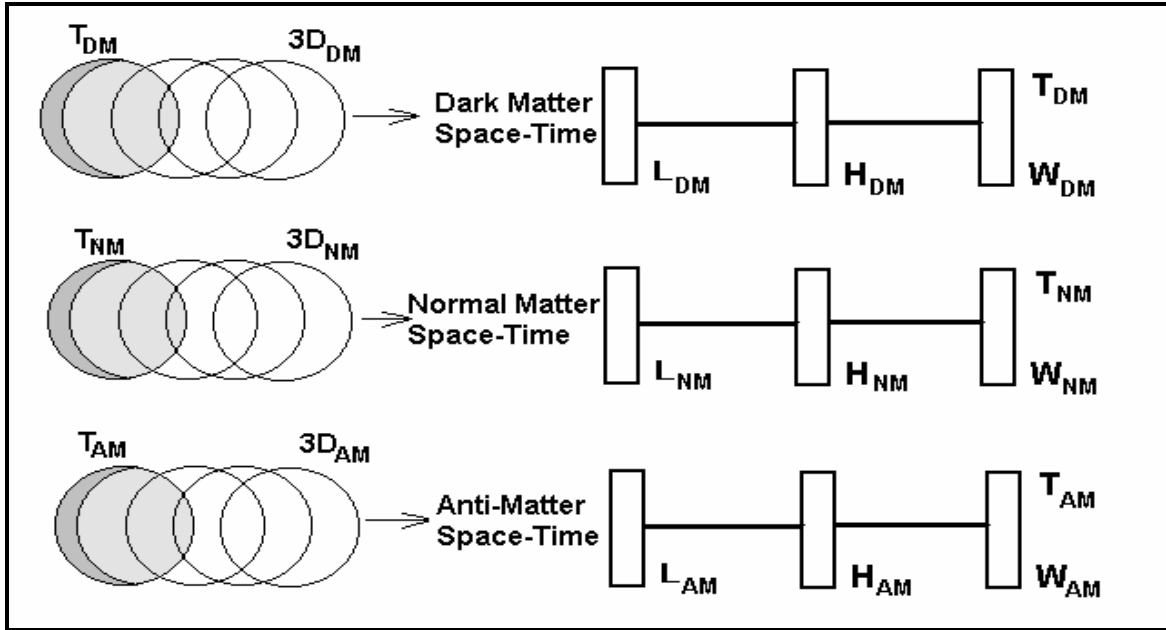 T_DM 3D_DM
Dark Matter
Space-Time
T_DM
L_DM H_DM W_DM
T_NM 3D_NM
Normal Matter
Space-Time
T_NM
L_NM H_NM W_NM
T_AM 3D_AM
Anti-Matter
Space-Time
T_AM
L_AM H_AM W_AM